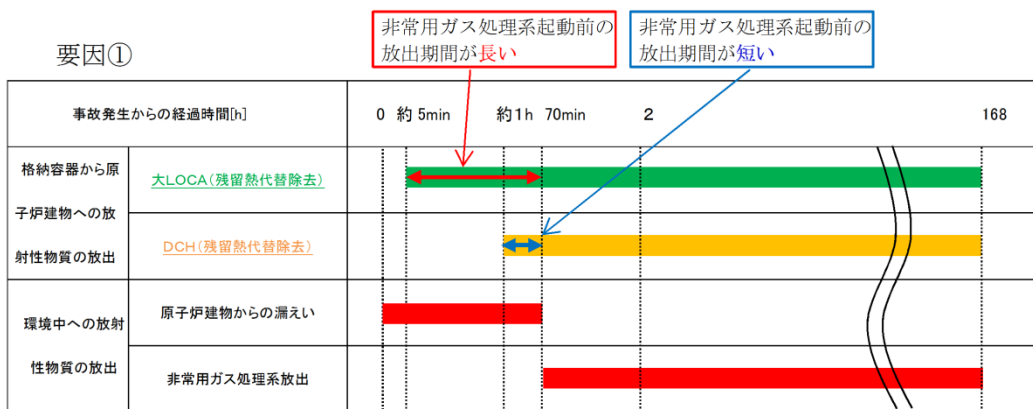 要因①
非常用ガス処理系起動前の
放出期間が長い
非常用ガス処理系起動前の
放出期間が短い
事故発生からの経過時間[h]
0 約5min 約1h 70min 2 168
格納容器から原
子炉建物への放
射性物質の放出
大LOCA(残留熱代替除去)
DCH(残留熱代替除去)
環境中への放射
性物質の放出
原子炉建物からの漏えい
非常用ガス処理系放出